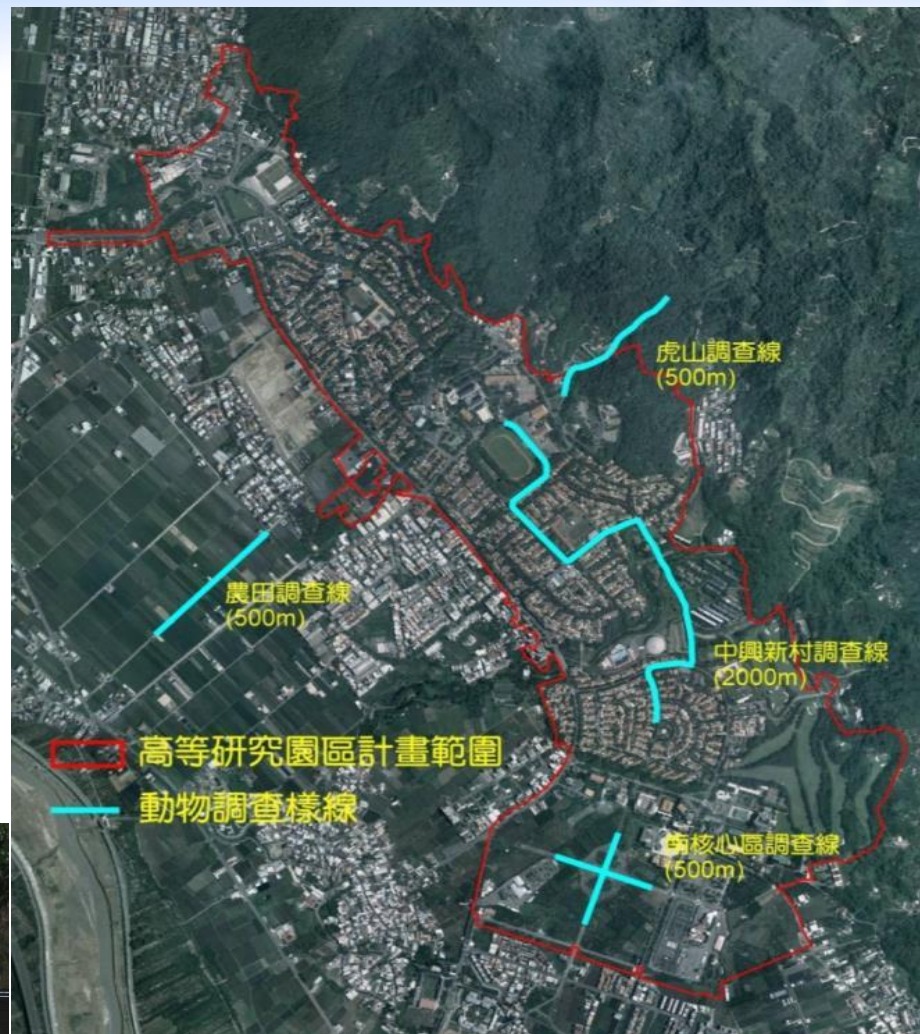 虎山調查線
(500m)
農田調查線
(500m)
中興新村調查線
(2000m)
高等研究園區計畫範圍
動物調查樣線
南核心區調查線
(500m)